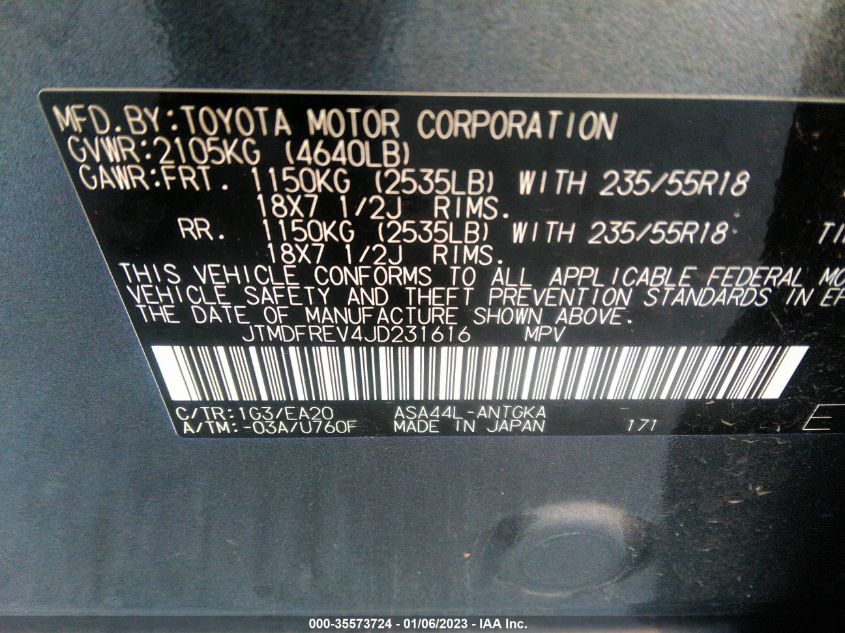 MFD.BY:TOYOTA MOTOR CORPORATION
GVWR:2105KG (4640LB)
GAWR:FRT. 1150KG (2535LB) WITH 235/55R18
18X7 1/2J RIMS.
RR. 1150KG (2535LB) WITH 235/55R18
18X7 1/2J RIMS.
THIS VEHICLE CONFORMS TO ALL APPLICABLE FEDERAL
VEHICLE SAFETY AND THEFT PREVENTION STANDARDS IN
THE DATE OF MANUFACTURE SHOWN ABOVE.
JTMDFREV4JD231616 MPV
C/TR:1G3/EA20 ASA44L-ANTGKA
A/TM:-03A/U760F MADE IN JAPAN 171
000-35573724 - 01/06/2023 - IAA Inc.